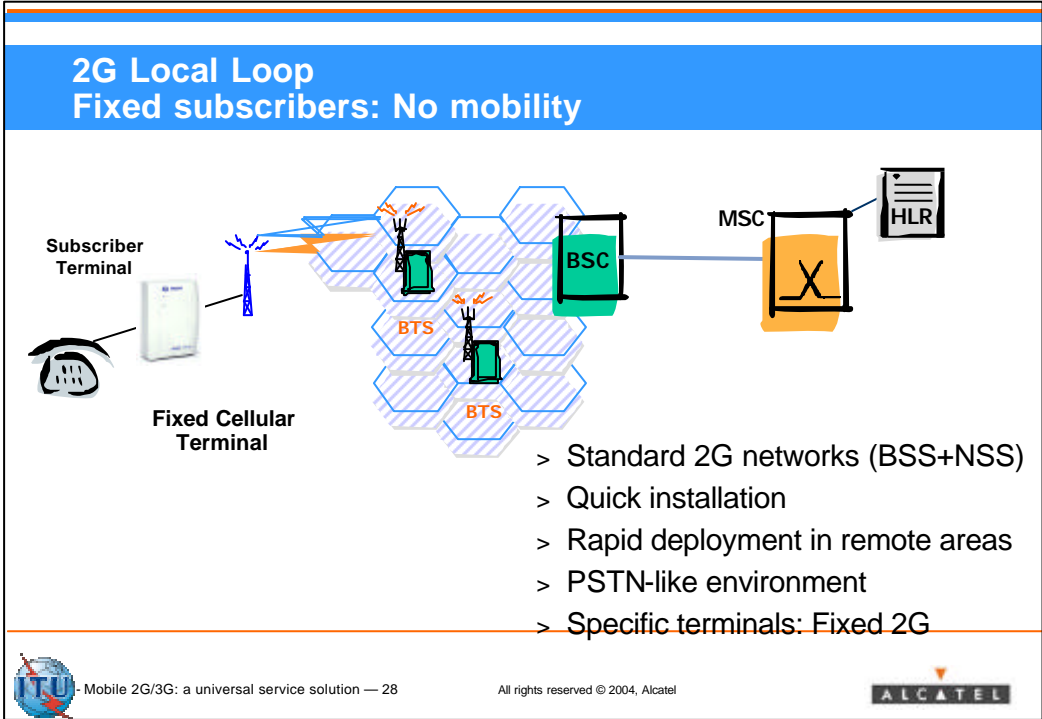 2G Local Loop
Fixed subscribers: No mobility
Subscriber
Terminal
Fixed Cellular
Terminal
BTS
BTS
BSC
MSC
HLR
> Standard 2G networks (BSS+NSS)
> Quick installation
> Rapid deployment in remote areas
> PSTN-like environment
> Specific terminals: Fixed 2G
ITU
- Mobile 2G/3G: a universal service solution — 28
All rights reserved © 2004, Alcatel
ALCATEL